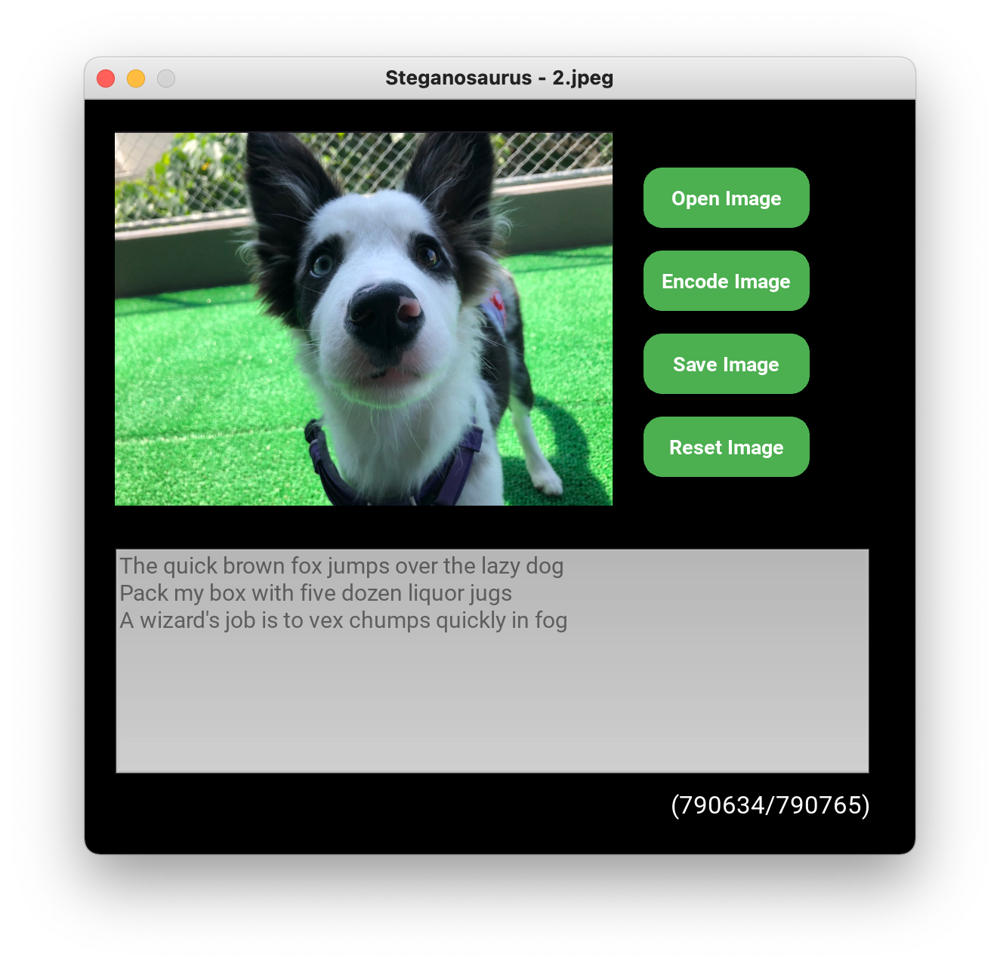 Steganosaurus - 2.jpeg
Open Image
Encode Image
Save Image
Reset Image
The quick brown fox jumps over the lazy dog
Pack my box with five dozen liquor jugs
A wizard's job is to vex chumps quickly in fog
(790634/790765)